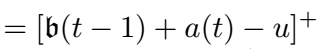 = [𝔟(t − 1) + a(t) − u]⁺